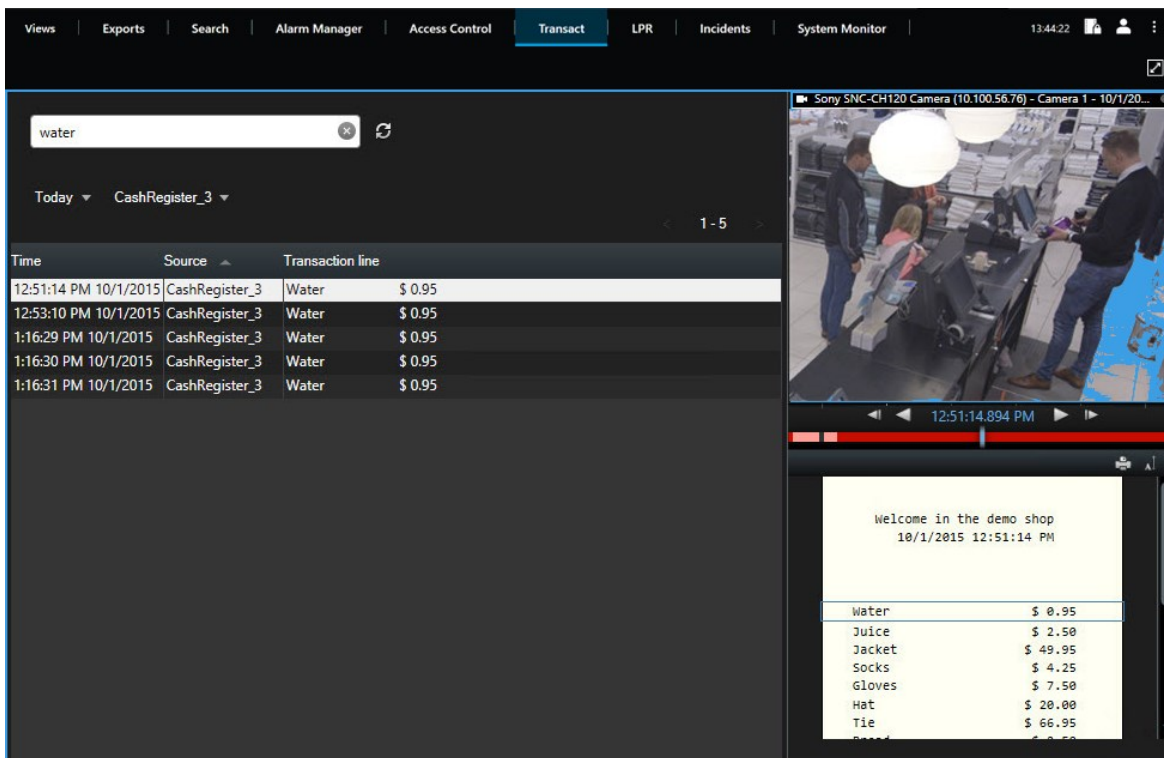 Views Exports Search Alarm Manager Access Control Transact LPR Incidents System Monitor 13:44:22
Sony SNC-CH120 Camera (10.100.56.76) - Camera 1 - 10/1/20...
water
Today CashRegister_3
< 1 - 5 >
Time Source Transaction line
12:51:14 PM 10/1/2015 CashRegister_3 Water $ 0.95
12:53:10 PM 10/1/2015 CashRegister_3 Water $ 0.95
1:16:29 PM 10/1/2015 CashRegister_3 Water $ 0.95
1:16:30 PM 10/1/2015 CashRegister_3 Water $ 0.95
1:16:31 PM 10/1/2015 CashRegister_3 Water $ 0.95
12:51:14.894 PM
Welcome in the demo shop
10/1/2015 12:51:14 PM
Water $ 0.95
Juice $ 2.50
Jacket $ 49.95
Socks $ 4.25
Gloves $ 7.50
Hat $ 20.00
Tie $ 66.95